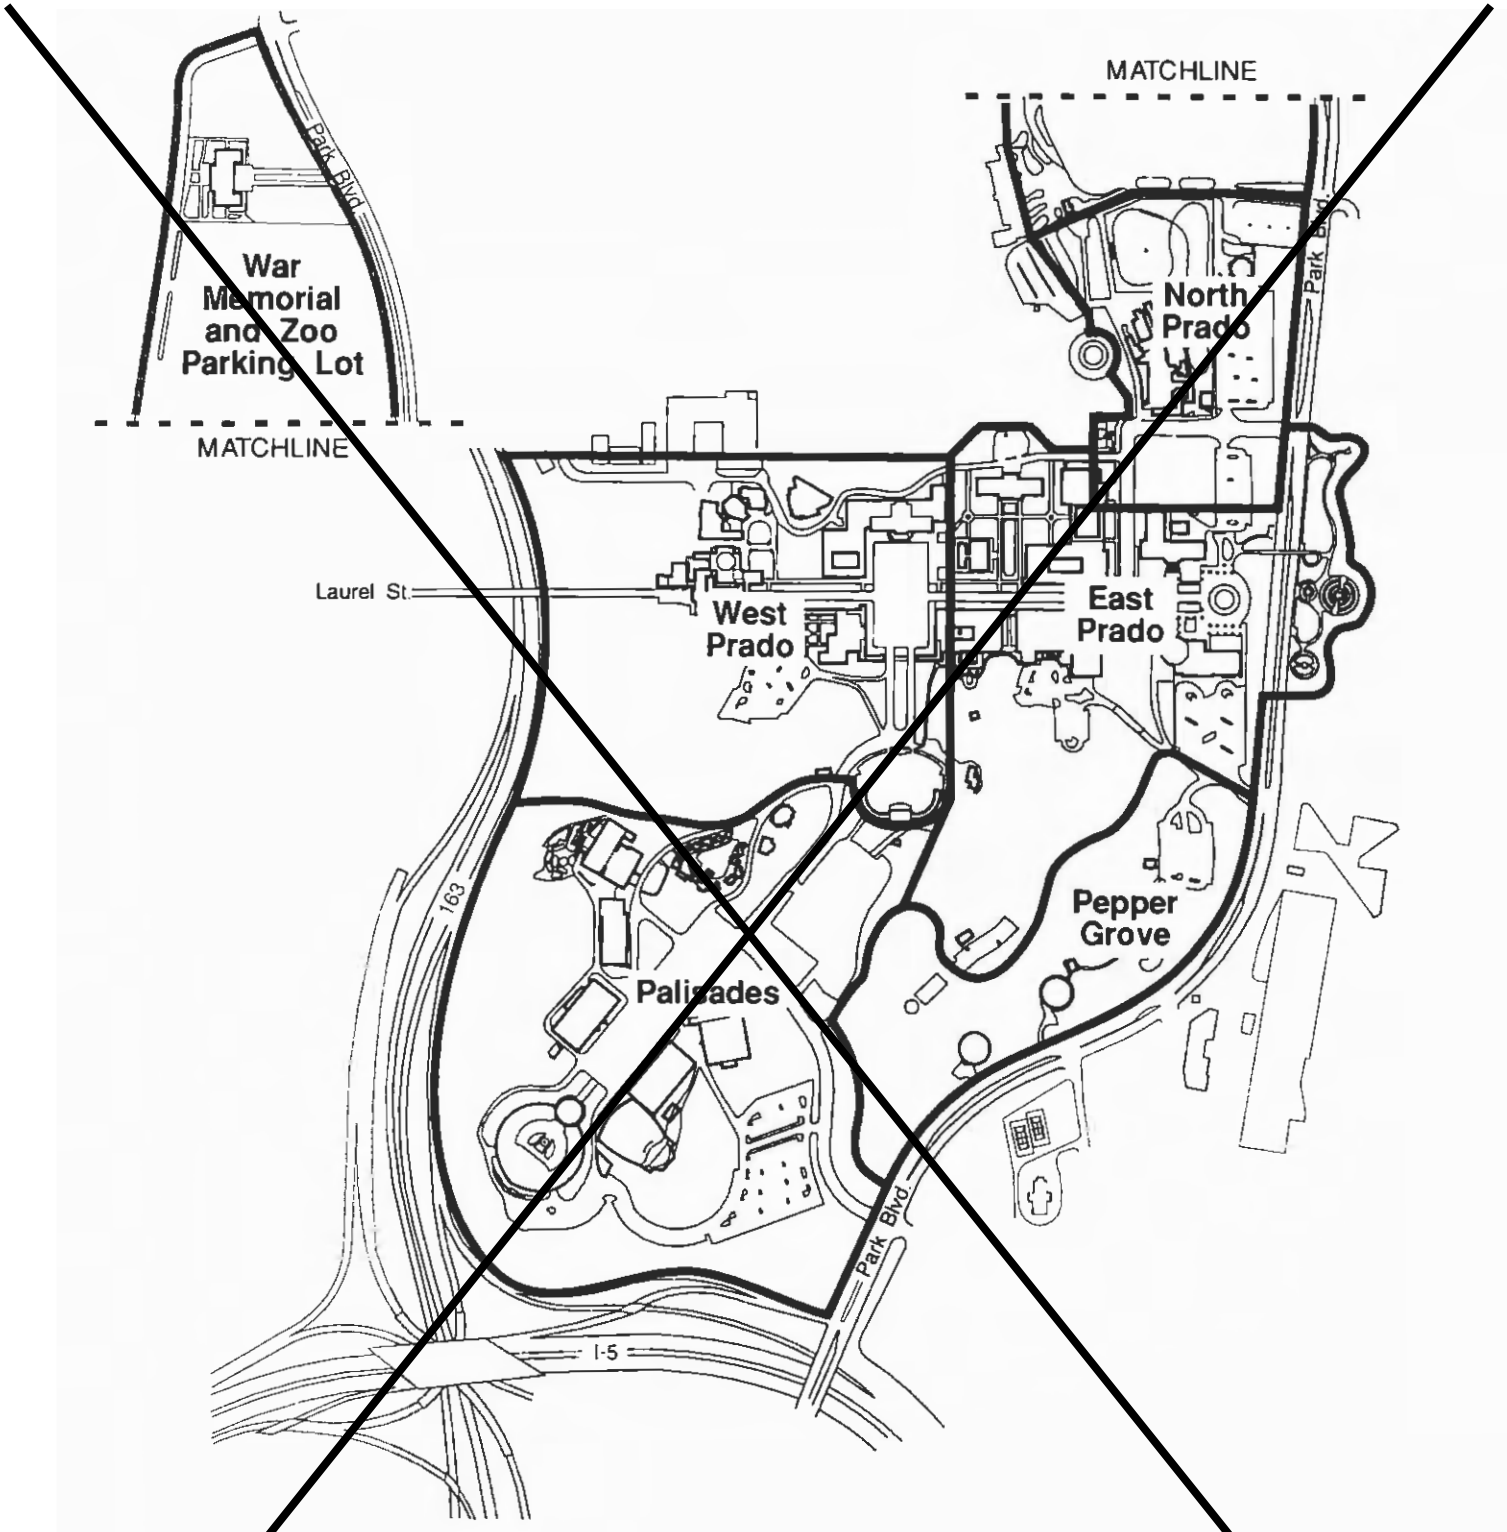 MATCHLINE
Park Blvd.
War
Memorial
and Zoo
Parking Lot
MATCHLINE
North
Prado
Park Blvd.
Laurel St.
West
Prado
East
Prado
163
Pepper
Grove
Palisades
Park Blvd.
I-5